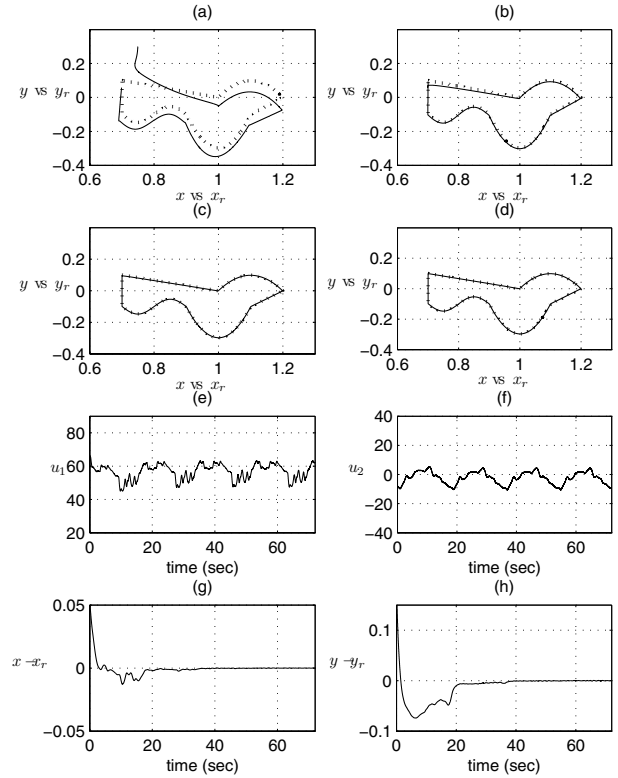 (a)
(b)
y vs y_r
0.2
0
−0.2
−0.4
0.6
0.8
1
1.2
x vs x_r
y vs y_r
0.2
0
−0.2
−0.4
0.6
0.8
1
1.2
x vs x_r
(c)
(d)
y vs y_r
0.2
0
−0.2
−0.4
0.6
0.8
1
1.2
x vs x_r
y vs y_r
0.2
0
−0.2
−0.4
0.6
0.8
1
1.2
x vs x_r
(e)
(f)
u_1
80
60
40
20
0
20
40
60
time (sec)
u_2
40
20
0
−20
−40
0
20
40
60
time (sec)
(g)
(h)
x −x_r
0.05
0
−0.05
0
20
40
60
time (sec)
y −y_r
0.1
0
−0.1
0
20
40
60
time (sec)